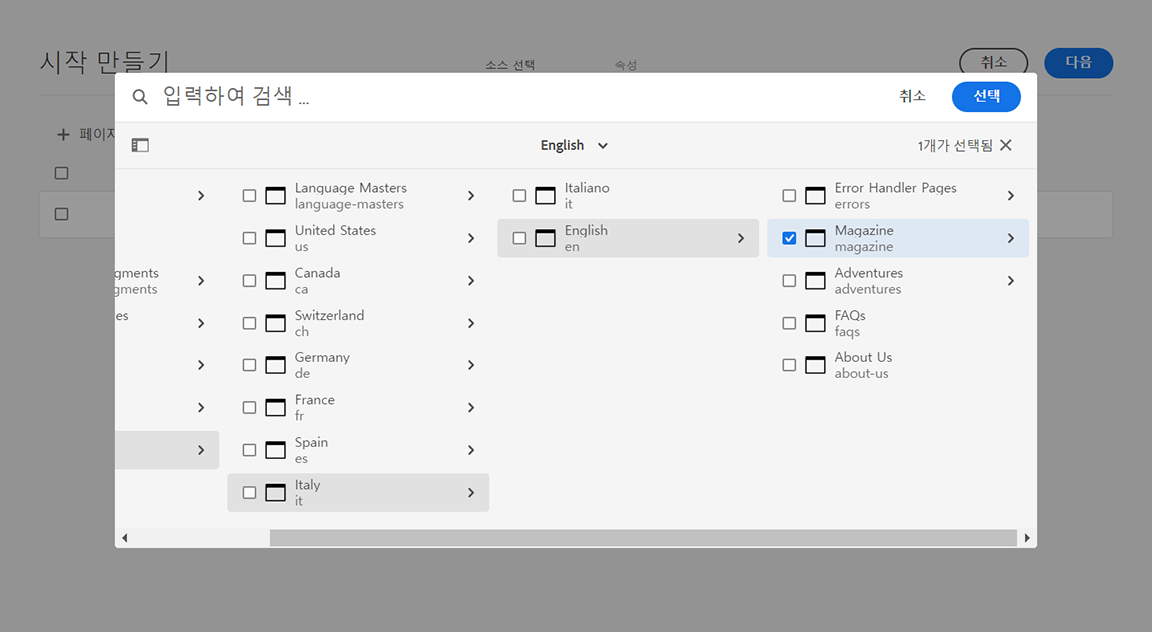 시작 만들기
소스 선택
속성
취소
다음
입력하여 검색 ...
취소
선택
+ 페이지
English
1개가 선택됨
gments
gments
es
Language Masters
language-masters
United States
us
Canada
ca
Switzerland
ch
Germany
de
France
fr
Spain
es
Italy
it
Italiano
it
English
en
Error Handler Pages
errors
Magazine
magazine
Adventures
adventures
FAQs
faqs
About Us
about-us